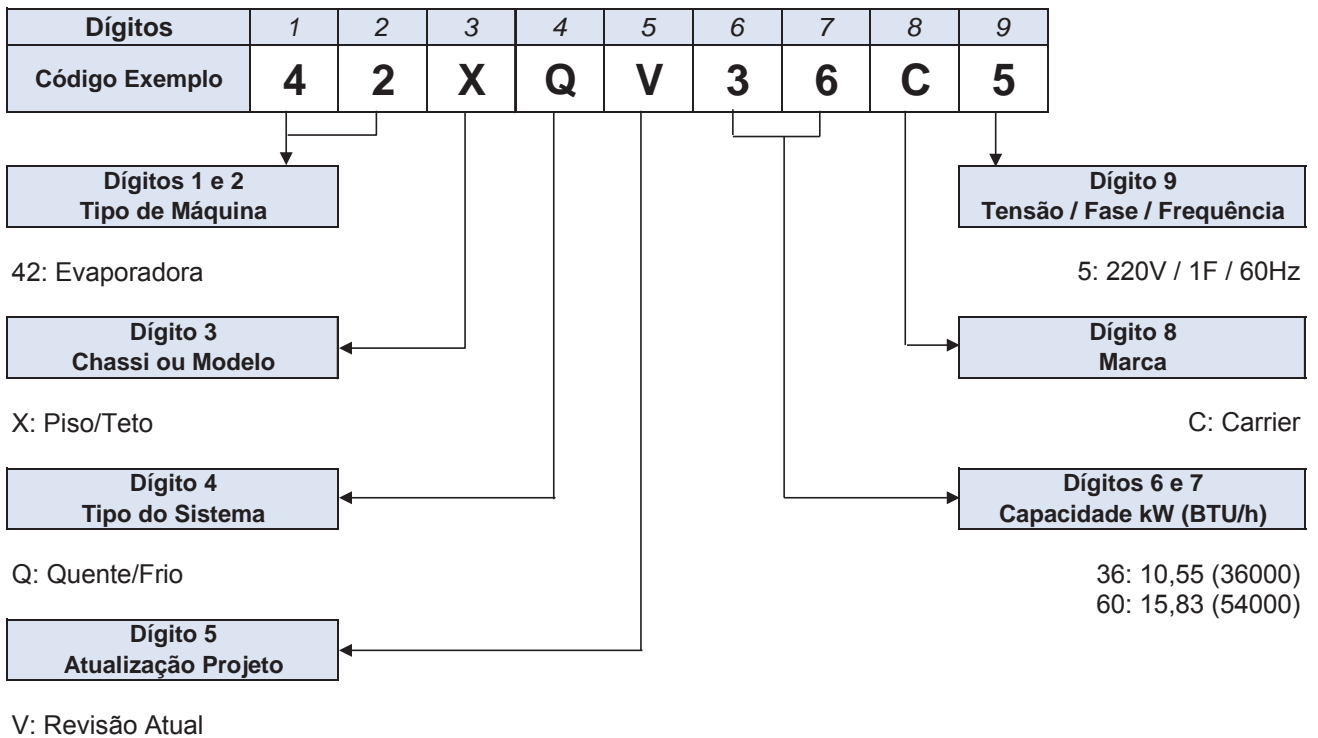 Dígitos 1 2 3 4 5 6 7 8 9
Código Exemplo 4 2 X Q V 3 6 C 5
Dígitos 1 e 2
Tipo de Máquina
42: Evaporadora
Dígito 3
Chassi ou Modelo
X: Piso/Teto
Dígito 4
Tipo do Sistema
Q: Quente/Frio
Dígito 5
Atualização Projeto
V: Revisão Atual
Dígito 9
Tensão / Fase / Frequência
5: 220V / 1F / 60Hz
Dígito 8
Marca
C: Carrier
Dígitos 6 e 7
Capacidade kW (BTU/h)
36: 10,55 (36000)
60: 15,83 (54000)